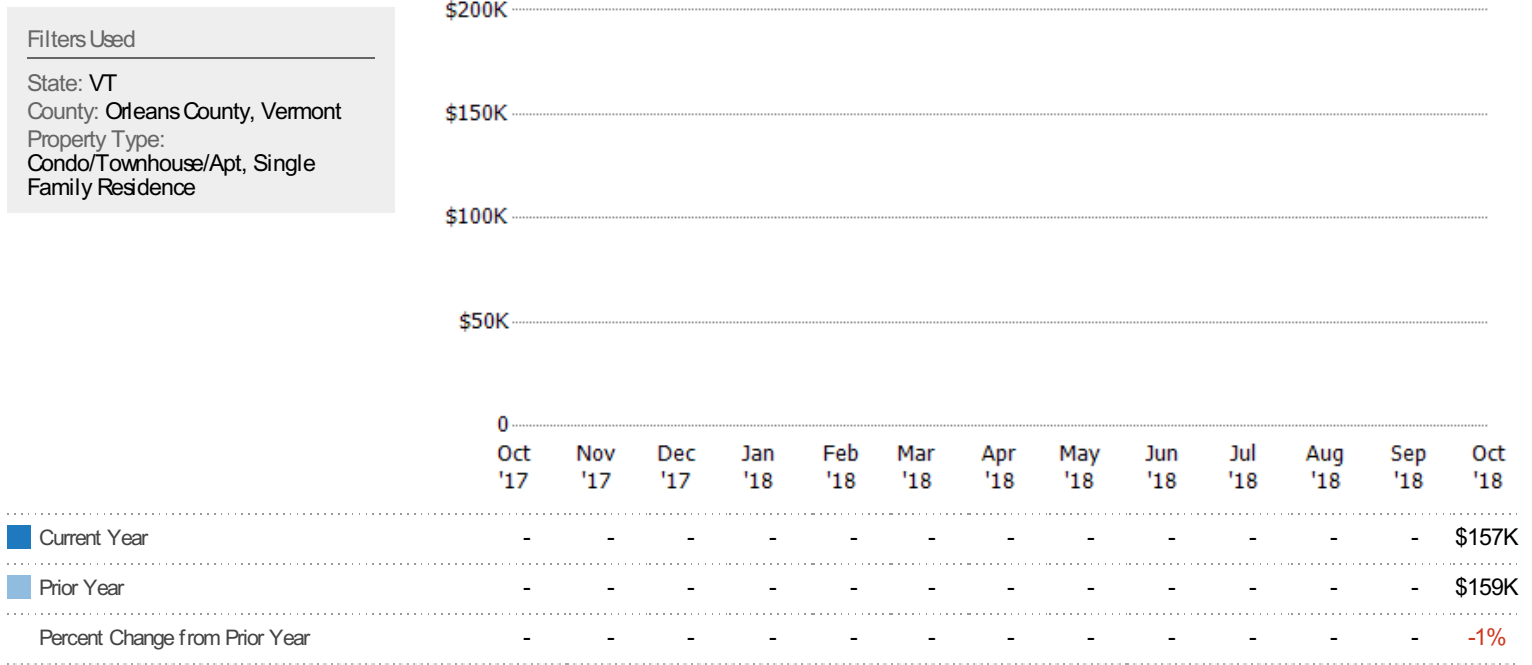 Filters Used
State: VT
County: Orleans County, Vermont
Property Type:
Condo/Townhouse/Apt, Single
Family Residence
$200K
$150K
$100K
$50K
0
Oct Nov Dec Jan Feb Mar Apr May Jun Jul Aug Sep Oct
'17 '17 '17 '18 '18 '18 '18 '18 '18 '18 '18 '18 '18
Current Year - - - - - - - - - - - - $157K
Prior Year - - - - - - - - - - - - $159K
Percent Change from Prior Year - - - - - - - - - - - - -1%